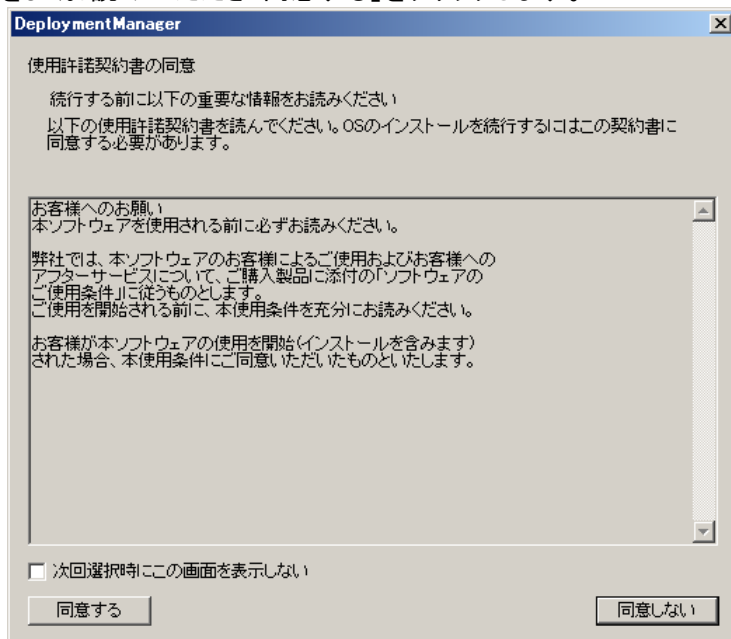 DeploymentManager
使用許諾契約書の同意
続行する前に以下の重要な情報をお読みください
以下の使用許諾契約書を読んでください。OSのインストールを続行するにはこの契約書に
同意する必要があります。
お客様へのお願い
本ソフトウェアを使用される前に必ずお読みください。
弊社では、本ソフトウェアのお客様によるご使用およびお客様への
アフターサービスについて、ご購入製品に添付の「ソフトウェアの
ご使用条件」に従うものとします。
ご使用を開始される前に、本使用条件を充分にお読みください。
お客様が本ソフトウェアの使用を開始(インストールを含みます)
された場合、本使用条件にご同意いただいたものといたします。
次回選択時にこの画面を表示しない
同意する
同意しない